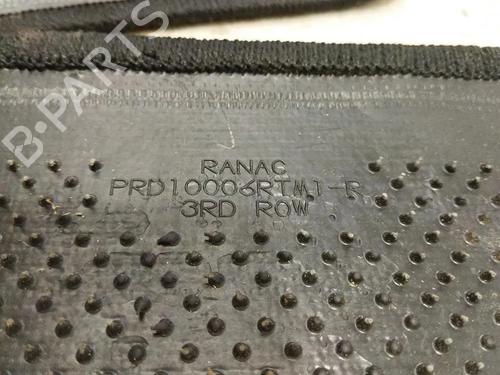 B-PARTS
RANAC
PRD10006RTM1-R
3RD ROW